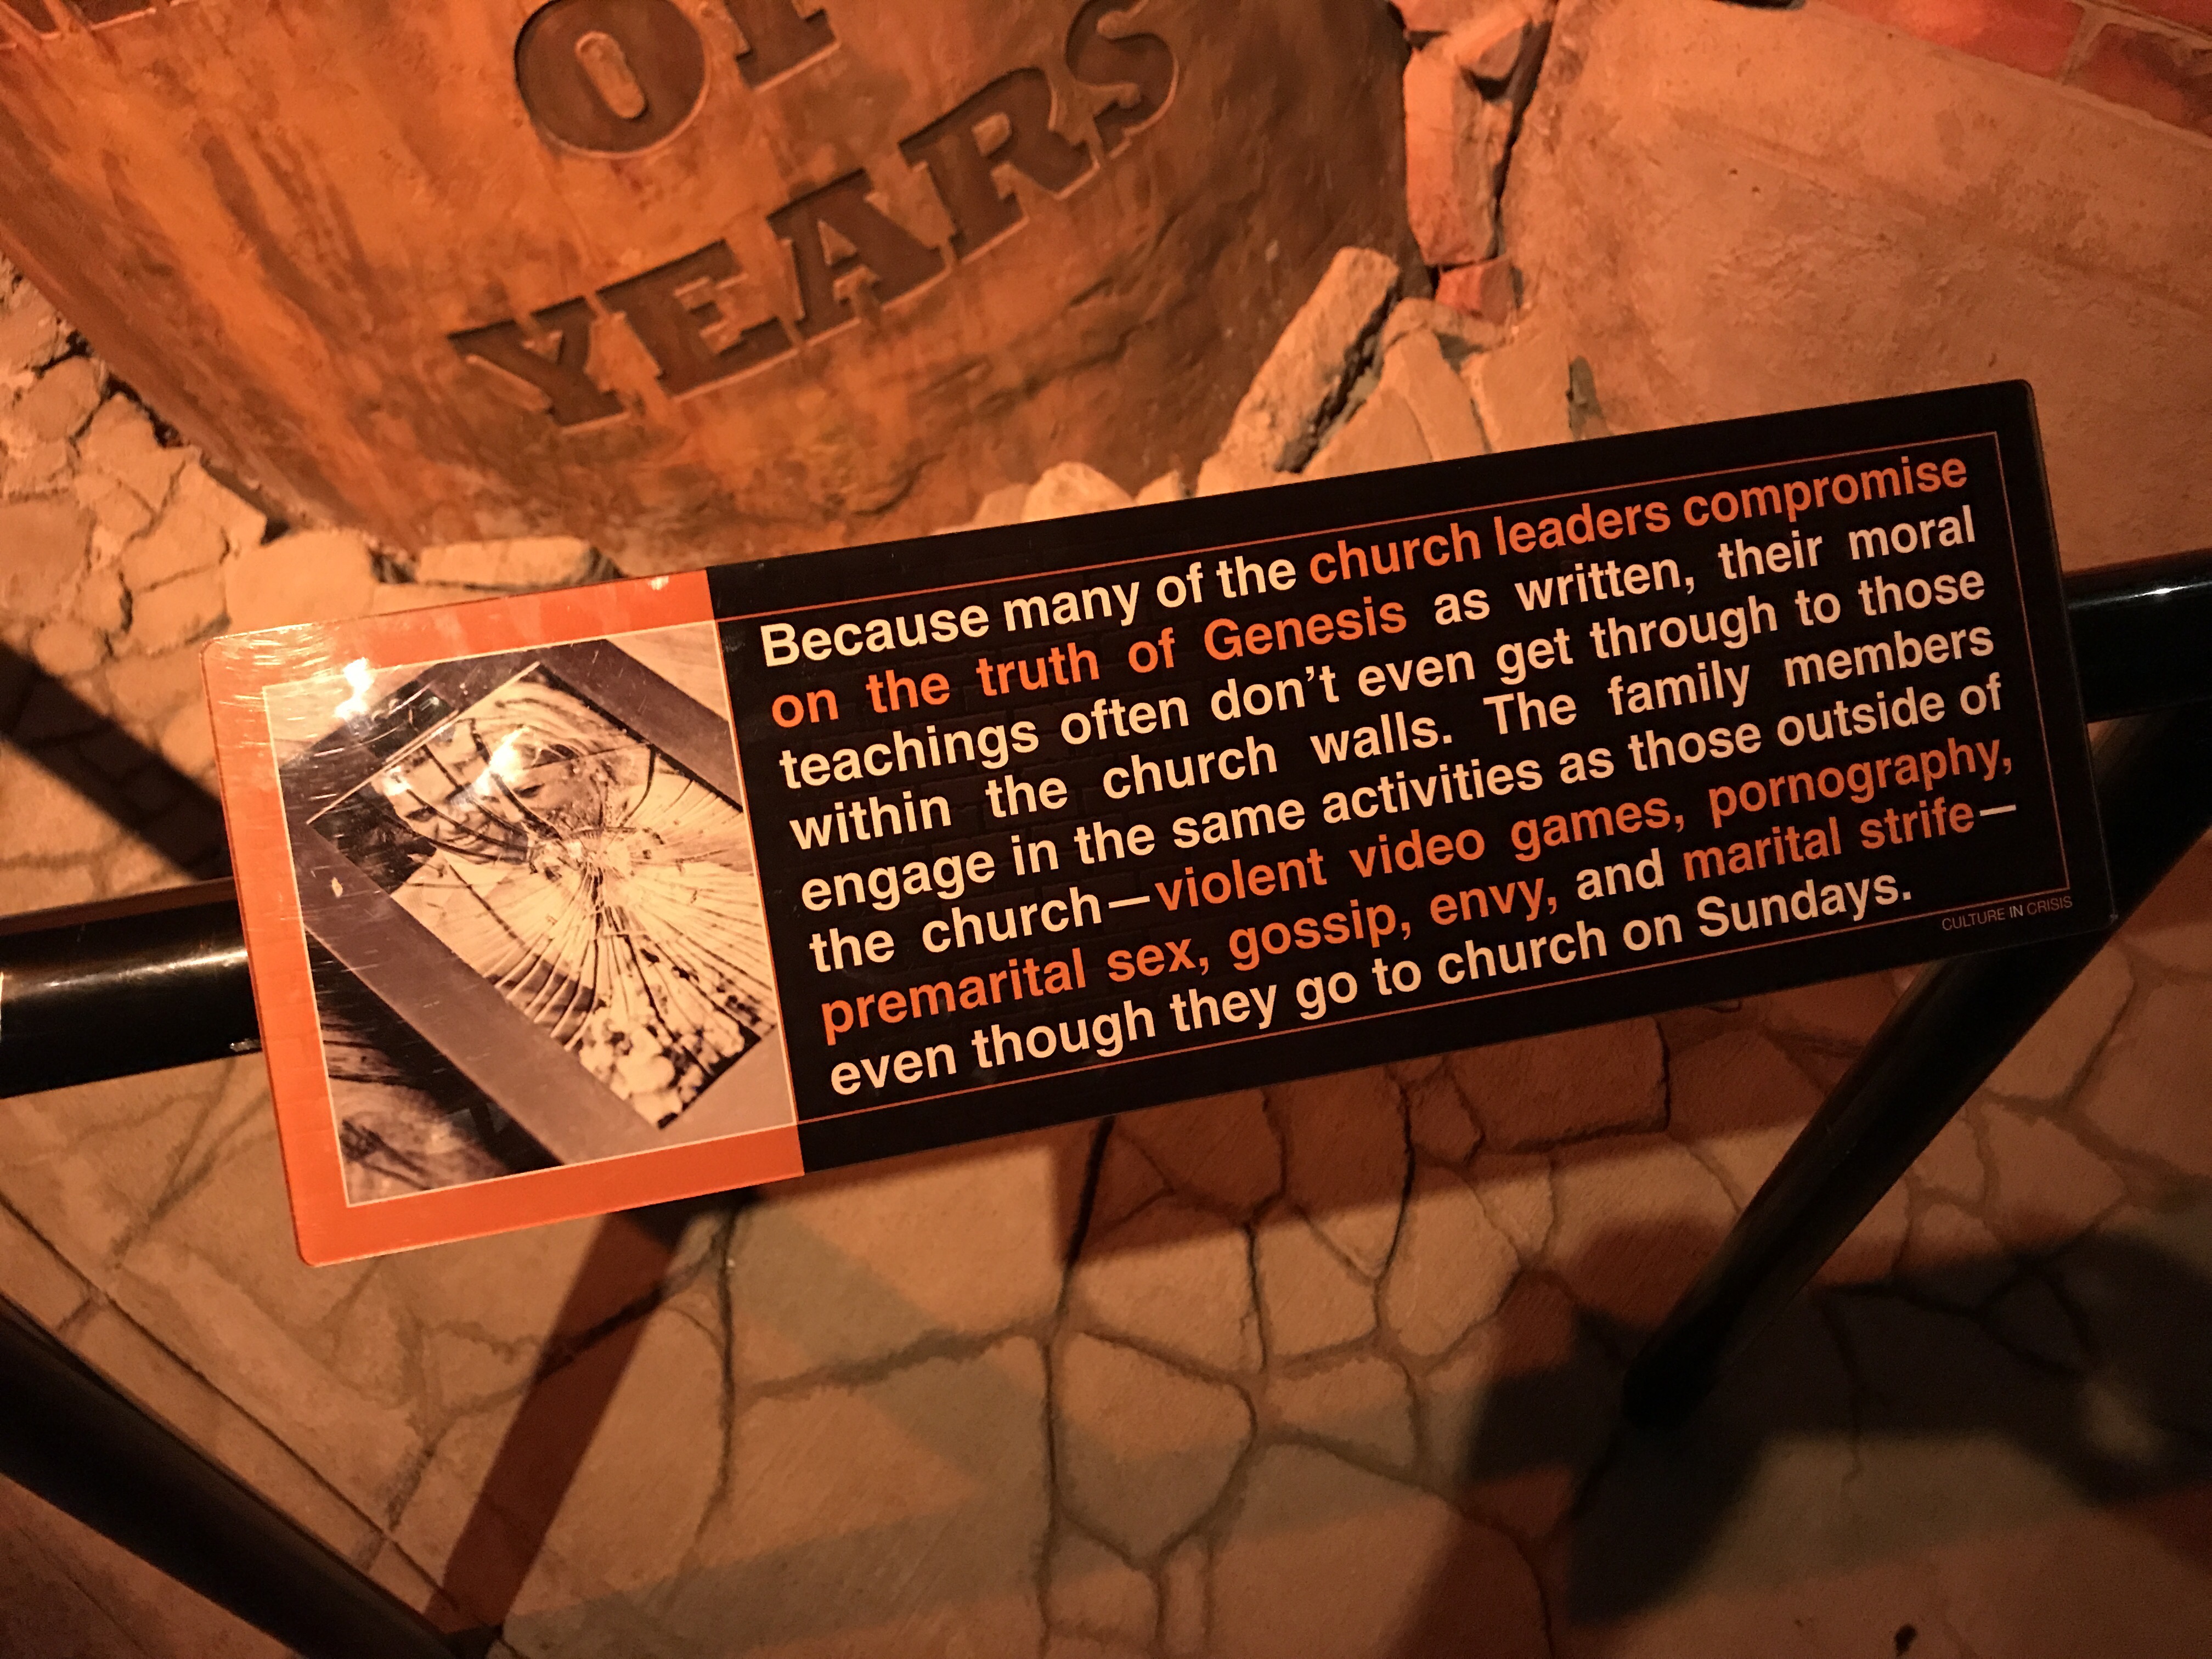 OF
YEARS
Because many of the church leaders compromise
on the truth of Genesis as written, their moral
teachings often don't even get through to those
within the church walls. The family members
engage in the same activities as those outside of
the church—violent video games, pornography,
premarital sex, gossip, envy, and marital strife—
even though they go to church on Sundays.
CULTURE IN CRISIS